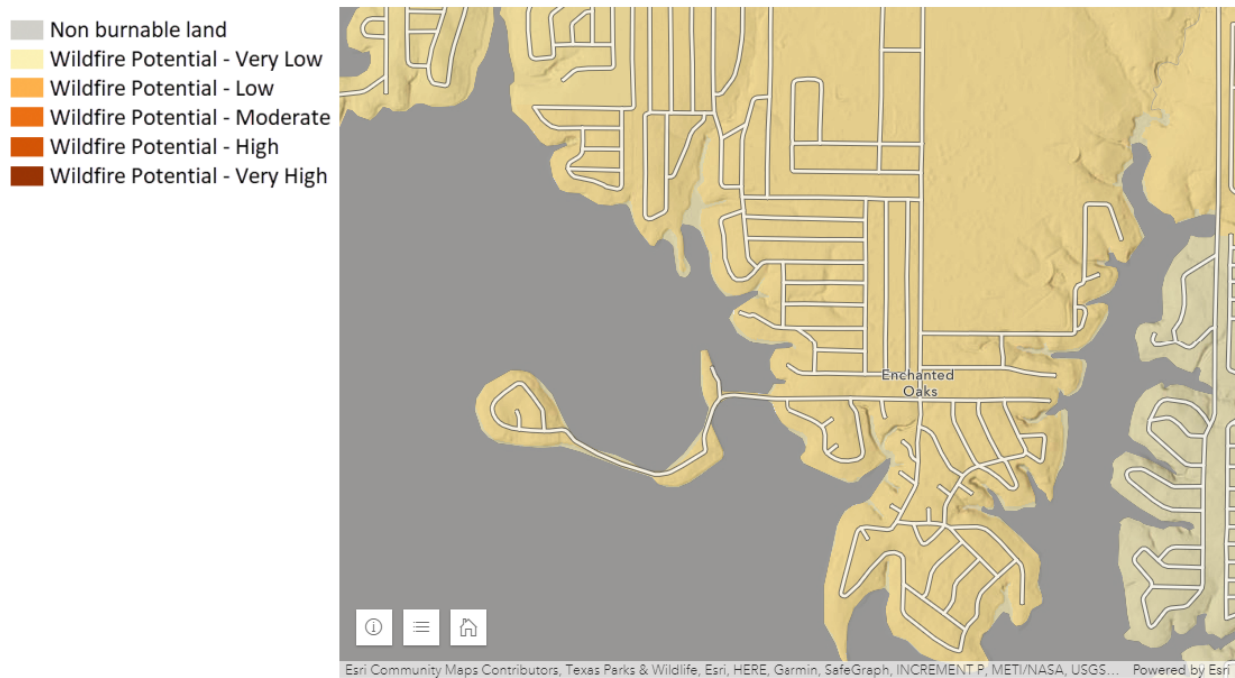 Non burnable land
Wildfire Potential - Very Low
Wildfire Potential - Low
Wildfire Potential - Moderate
Wildfire Potential - High
Wildfire Potential - Very High
Enchanted
Oaks
Esri Community Maps Contributors, Texas Parks & Wildlife, Esri, HERE, Garmin, SafeGraph, INCREMENT P, METI/NASA, USGS... Powered by Esri